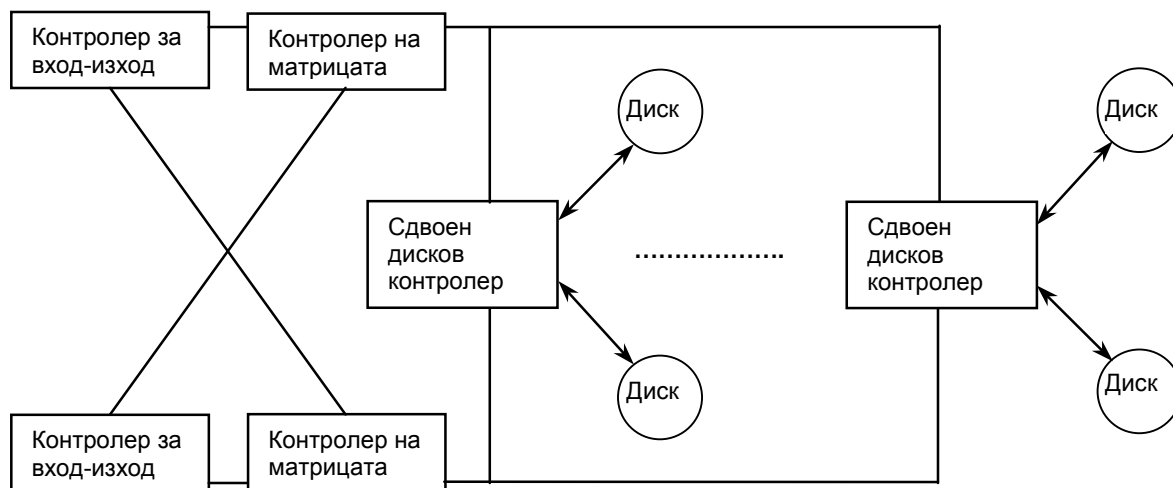 Контролер за
вход-изход
Контролер на
матрицата
Диск
Диск
Сдвоен
дисков
контролер
...................
Сдвоен
дисков
контролер
Диск
Диск
Контролер за
вход-изход
Контролер на
матрицата